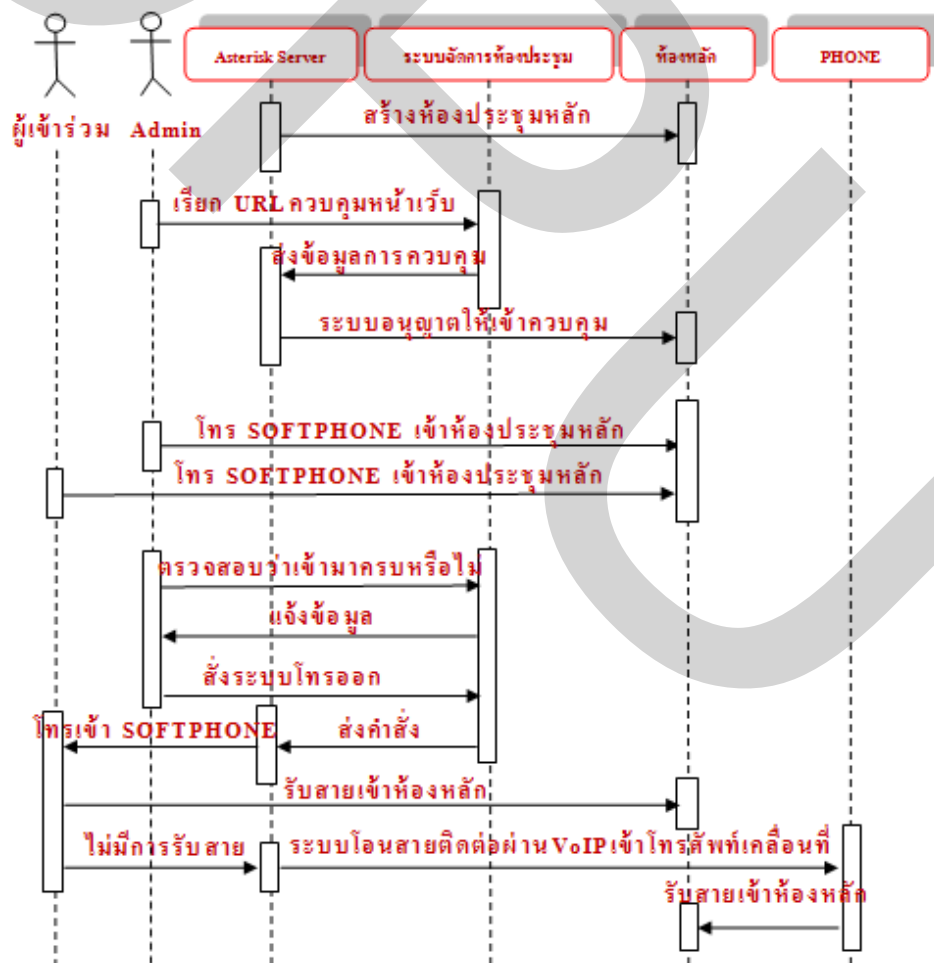 Asterisk Server
ระบบจัดการห้องประชุม
ห้องหลัก
PHONE
ผู้เข้าร่วม
Admin
สร้างห้องประชุมหลัก
เรียก URL ควบคุมหน้าเว็บ
ส่งข้อมูลการควบคุม
ระบบอนุญาตให้เข้าควบคุม
โทร SOFTPHONE เข้าห้องประชุมหลัก
โทร SOFTPHONE เข้าห้องประชุมหลัก
ตรวจสอบว่าเข้ามาครบหรือไม่
แจ้งข้อมูล
สั่งระบบโทรออก
โทรเข้า SOFTPHONE
ส่งคำสั่ง
รับสายเข้าห้องหลัก
ไม่มีการรับสาย
ระบบโอนสายติดต่อผ่าน VoIP เข้าโทรสัพท์เคลื่อนที่
รับสายเข้าห้องหลัก